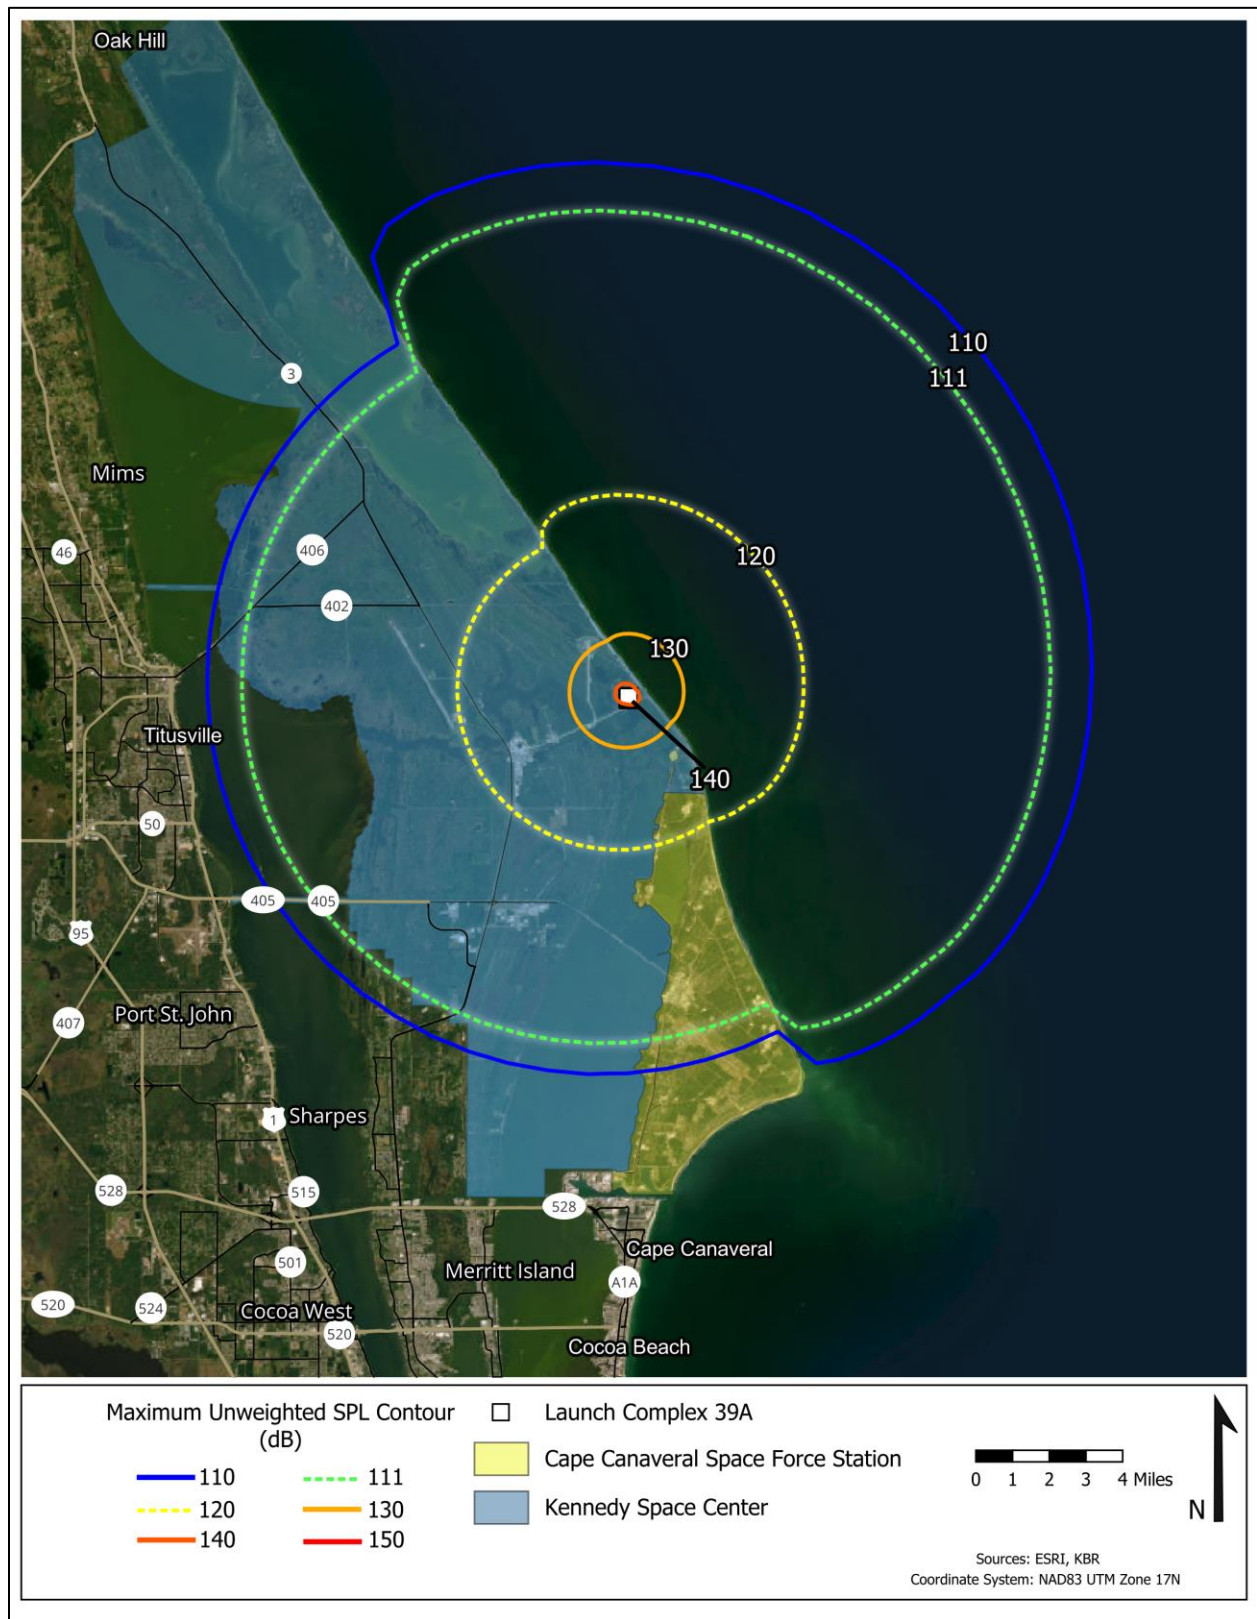 Oak Hill
110
111
3
Mims
46
406
120
402
130
Titusville
140
50
405
405
95
Port St. John
407
1
Sharpes
528
515
528
Cape Canaveral
501
Merritt Island
A1A
520
524
Cocoa West
520
Cocoa Beach
Maximum Unweighted SPL Contour
(dB)
110
111
120
130
140
150
Launch Complex 39A
Cape Canaveral Space Force Station
Kennedy Space Center
0 1 2 3 4 Miles
N
Sources: ESRI, KBR
Coordinate System: NAD83 UTM Zone 17N